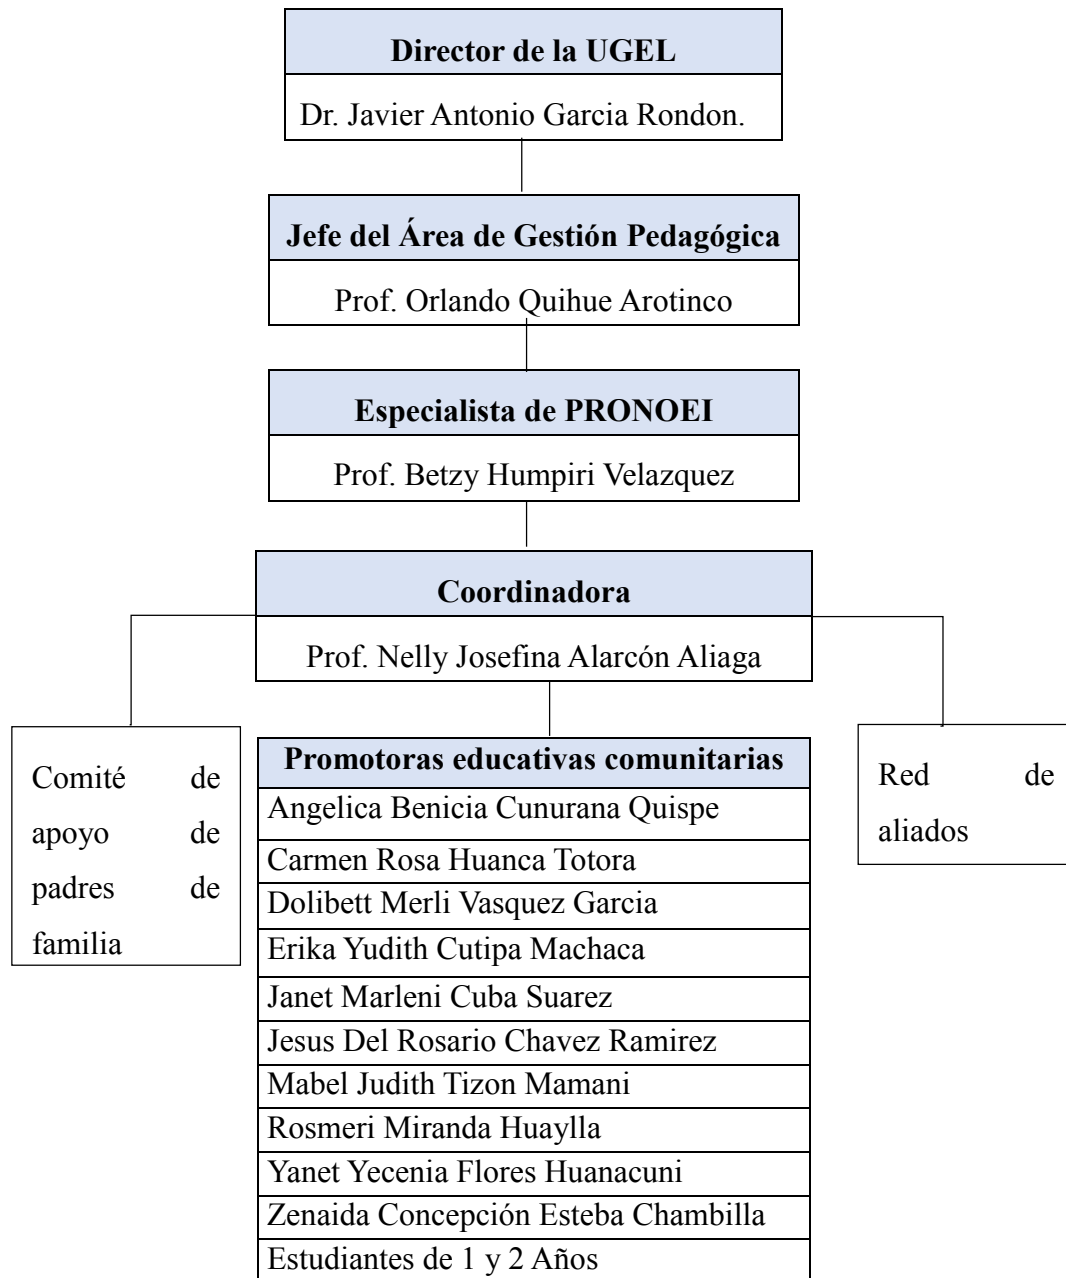 Director de la UGEL
Dr. Javier Antonio Garcia Rondon.
Jefe del Área de Gestión Pedagógica
Prof. Orlando Quihue Arotinco
Especialista de PRONOEI
Prof. Betzy Humpiri Velazquez
Coordinadora
Prof. Nelly Josefina Alarcón Aliaga
Comité de
apoyo de
padres de
familia
Promotoras educativas comunitarias
Angelica Benicia Cunurana Quispe
Carmen Rosa Huanca Totora
Dolibett Merli Vasquez Garcia
Erika Yudith Cutipa Machaca
Janet Marleni Cuba Suarez
Jesus Del Rosario Chavez Ramirez
Mabel Judith Tizon Mamani
Rosmeri Miranda Huaylla
Yanet Yecenia Flores Huanacuni
Zenaida Concepción Esteba Chambilla
Estudiantes de 1 y 2 Años
Red de
aliados